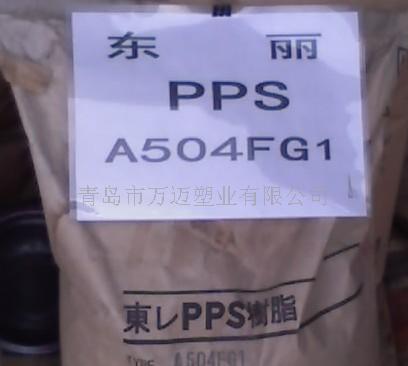 东 丽
PPS
A504FG1
青岛市万迈塑业有限公司
東レPPS樹脂
TYPE A504FG1